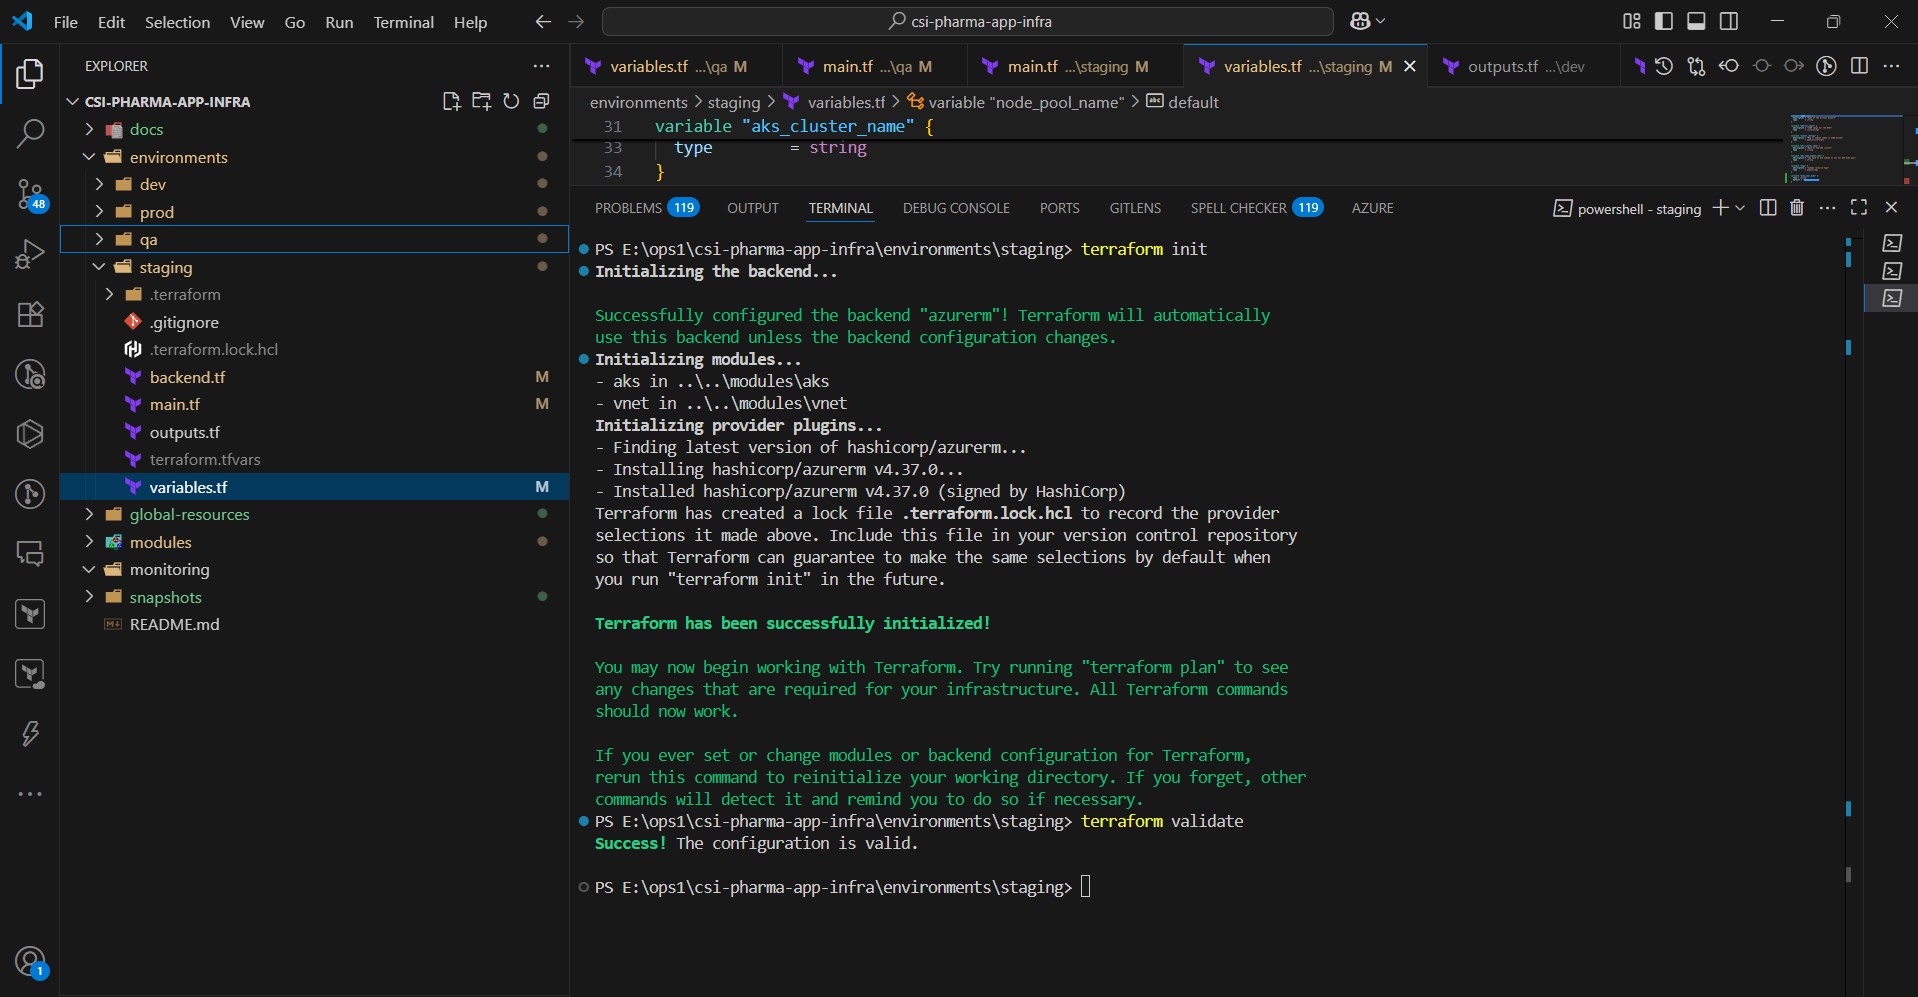 File Edit Selection View Go Run Terminal Help
csi-pharma-app-infra
EXPLORER
variables.tf ...\qa M
main.tf ...\qa M
main.tf ...\staging M
variables.tf ...\staging M
outputs.tf ...\dev
CSI-PHARMA-APP-INFRA
docs
environments
dev
prod
qa
staging
.terraform
.gitignore
.terraform.lock.hcl
backend.tf M
main.tf M
outputs.tf
terraform.tfvars
variables.tf M
global-resources
modules
monitoring
snapshots
README.md
48
1
environments > staging > variables.tf > variable "node_pool_name" > default
31 variable "aks_cluster_name" {
33 type = string
34 }
PROBLEMS 119 OUTPUT TERMINAL DEBUG CONSOLE PORTS GITLENS SPELL CHECKER 119 AZURE
powershell - staging
PS E:\ops1\csi-pharma-app-infra\environments\staging> terraform init
Initializing the backend...
Successfully configured the backend "azurerm"! Terraform will automatically
use this backend unless the backend configuration changes.
Initializing modules...
- aks in ..\..\modules\aks
- vnet in ..\..\modules\vnet
Initializing provider plugins...
- Finding latest version of hashicorp/azurerm...
- Installing hashicorp/azurerm v4.37.0...
- Installed hashicorp/azurerm v4.37.0 (signed by HashiCorp)
Terraform has created a lock file .terraform.lock.hcl to record the provider
selections it made above. Include this file in your version control repository
so that Terraform can guarantee to make the same selections by default when
you run "terraform init" in the future.
Terraform has been successfully initialized!
You may now begin working with Terraform. Try running "terraform plan" to see
any changes that are required for your infrastructure. All Terraform commands
should now work.
If you ever set or change modules or backend configuration for Terraform,
rerun this command to reinitialize your working directory. If you forget, other
commands will detect it and remind you to do so if necessary.
PS E:\ops1\csi-pharma-app-infra\environments\staging> terraform validate
Success! The configuration is valid.
PS E:\ops1\csi-pharma-app-infra\environments\staging>